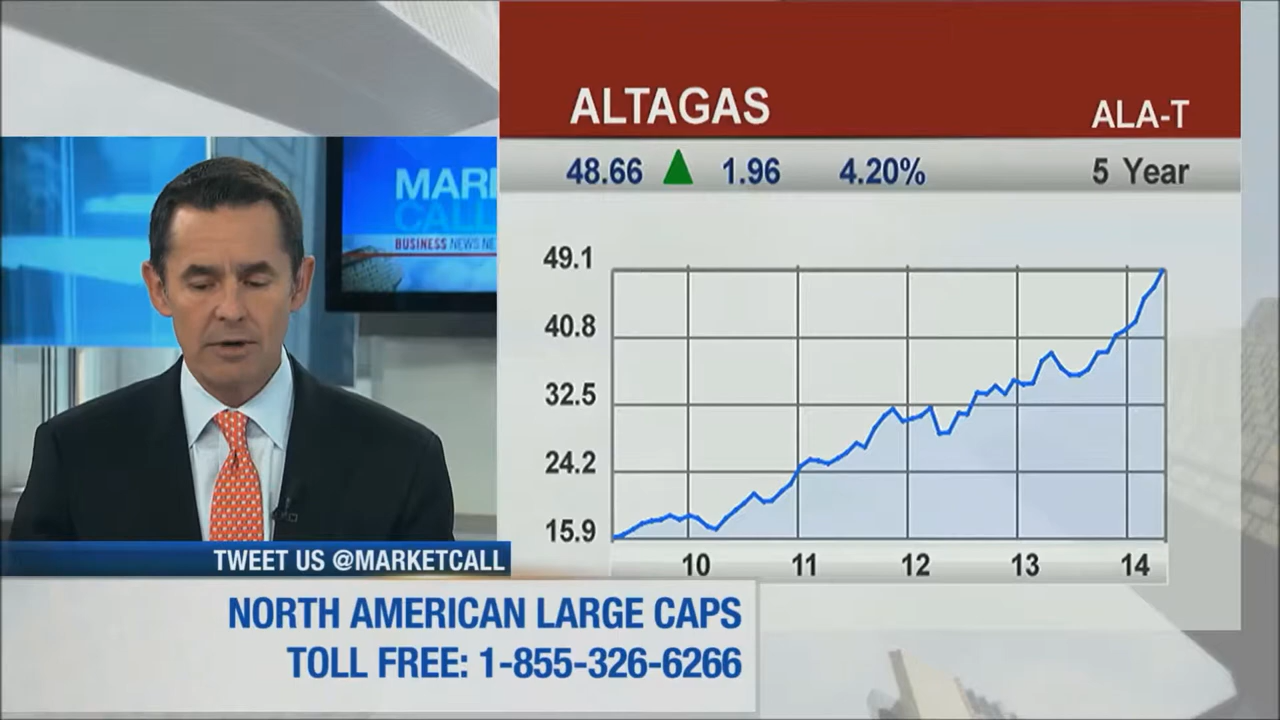 ALTAGAS ALA-T
48.66 1.96 4.20% 5 Year
49.1
40.8
32.5
24.2
15.9
10 11 12 13 14
CALL
BUSINESS NEWS
TWEET US @MARKETCALL
NORTH AMERICAN LARGE CAPS
TOLL FREE: 1-855-326-6266